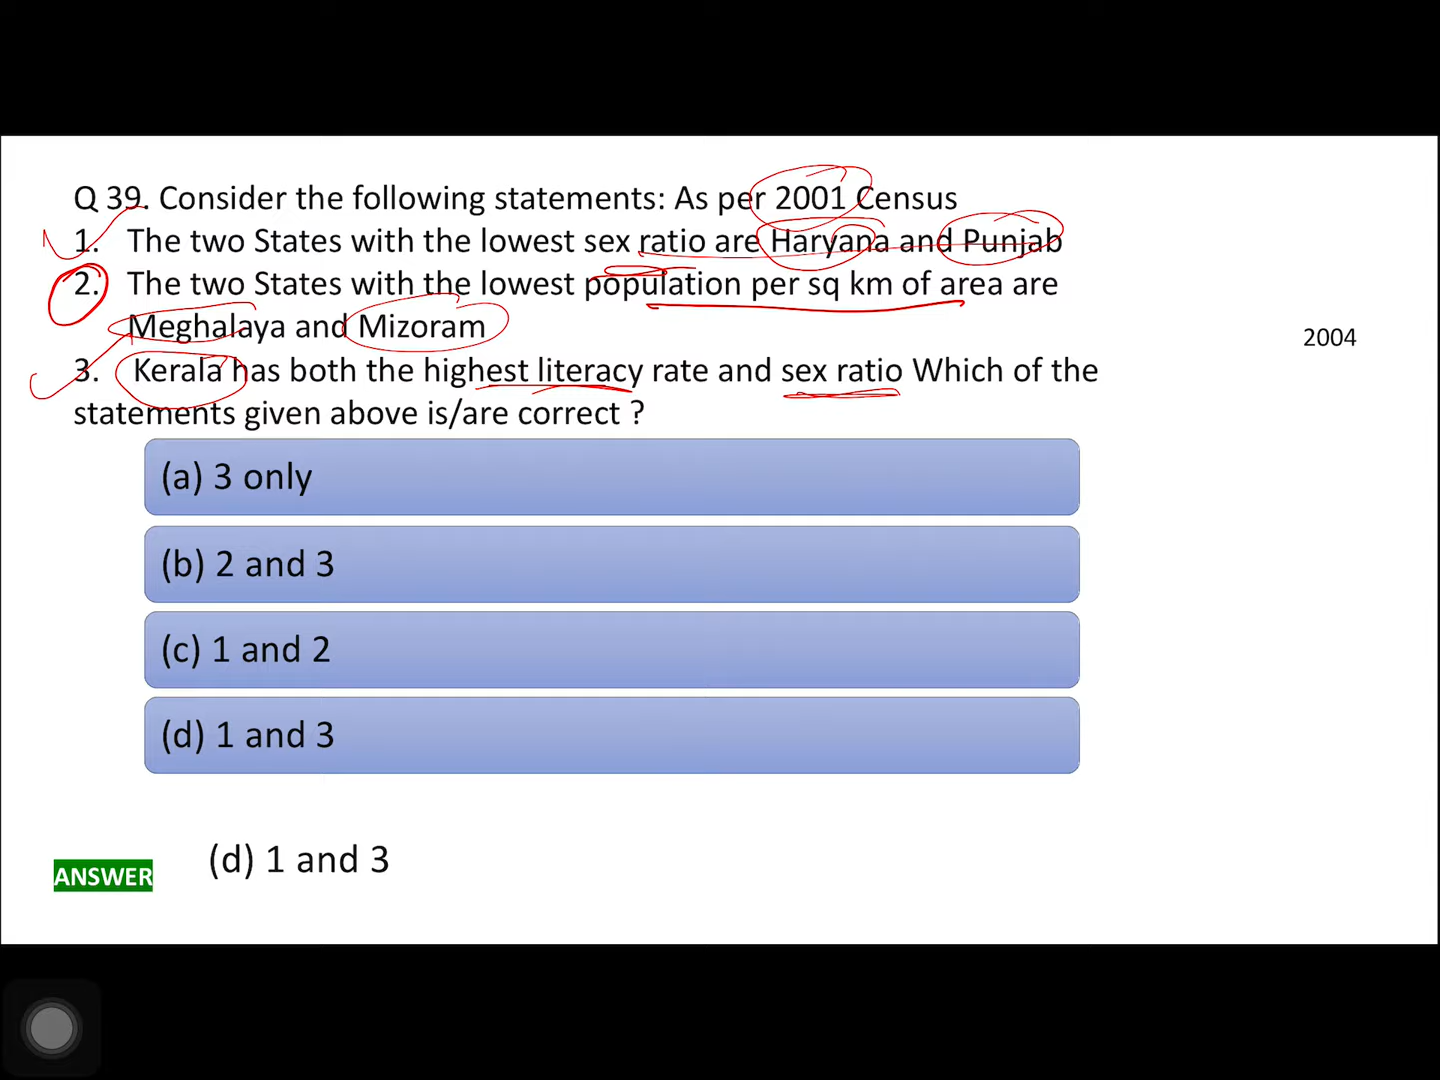 Q 39. Consider the following statements: As per 2001 Census
1. The two States with the lowest sex ratio are Haryana and Punjab
2. The two States with the lowest population per sq km of area are
Meghalaya and Mizoram
2004
3. Kerala has both the highest literacy rate and sex ratio Which of the
statements given above is/are correct ?
(a) 3 only
(b) 2 and 3
(c) 1 and 2
(d) 1 and 3
ANSWER (d) 1 and 3